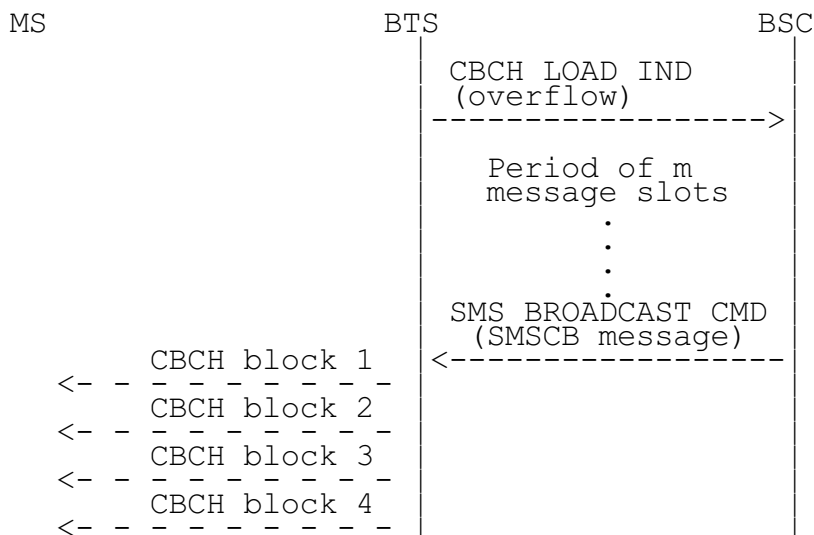 MS BTS BSC
CBCH LOAD IND
(overflow)
Period of m
message slots
.
.
.
.
SMS BROADCAST CMD
(SMSCB message)
CBCH block 1
CBCH block 2
CBCH block 3
CBCH block 4